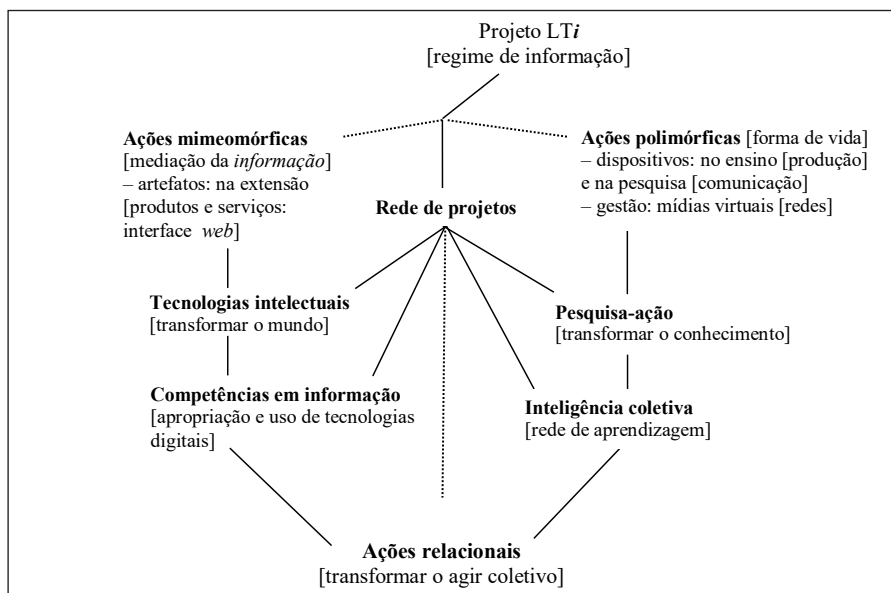 Projeto LTi
[regime de informação]
Ações mimeomórficas
[mediação da informação]
– artefatos: na extensão
[produtos e serviços:
interface web]
Ações polimórficas [forma de vida]
– dispositivos: no ensino [produção]
e na pesquisa [comunicação]
– gestão: mídias virtuais [redes]
Rede de projetos
Tecnologias intelectuais
[transformar o mundo]
Pesquisa-ação
[transformar o conhecimento]
Competências em informação
[apropriação e uso de tecnologias
digitais]
Inteligência coletiva
[rede de aprendizagem]
Ações relacionais
[transformar o agir coletivo]